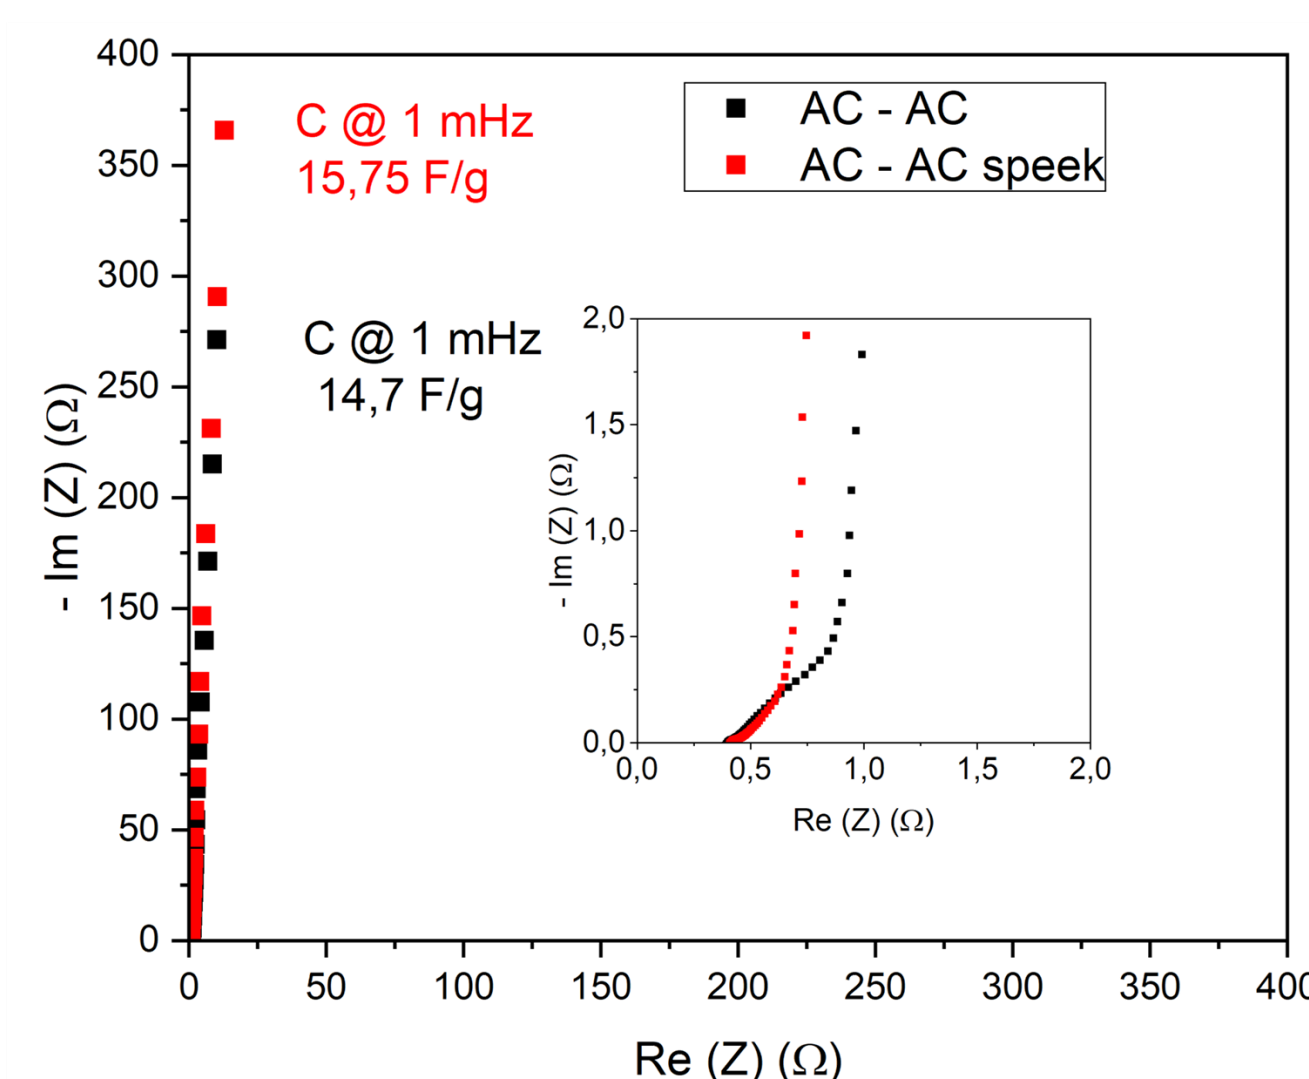 400
350
300
250
200
150
100
50
0
- Im (Z) (Ω)
C @ 1 mHz
15,75 F/g
C @ 1 mHz
14,7 F/g
AC - AC
AC - AC speek
2,0
1,5
1,0
0,5
0,0
- Im (Z) (Ω)
0,0 0,5 1,0 1,5 2,0
Re (Z) (Ω)
0 50 100 150 200 250 300 350 400
Re (Z) (Ω)